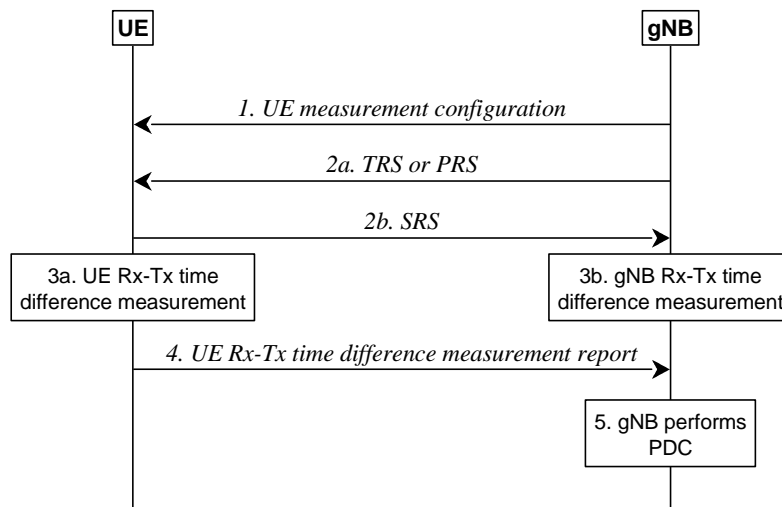 UE
gNB
1. UE measurement configuration
2a. TRS or PRS
2b. SRS
3a. UE Rx-Tx time
difference measurement
3b. gNB Rx-Tx time
difference measurement
4. UE Rx-Tx time difference measurement report
5. gNB performs
PDC